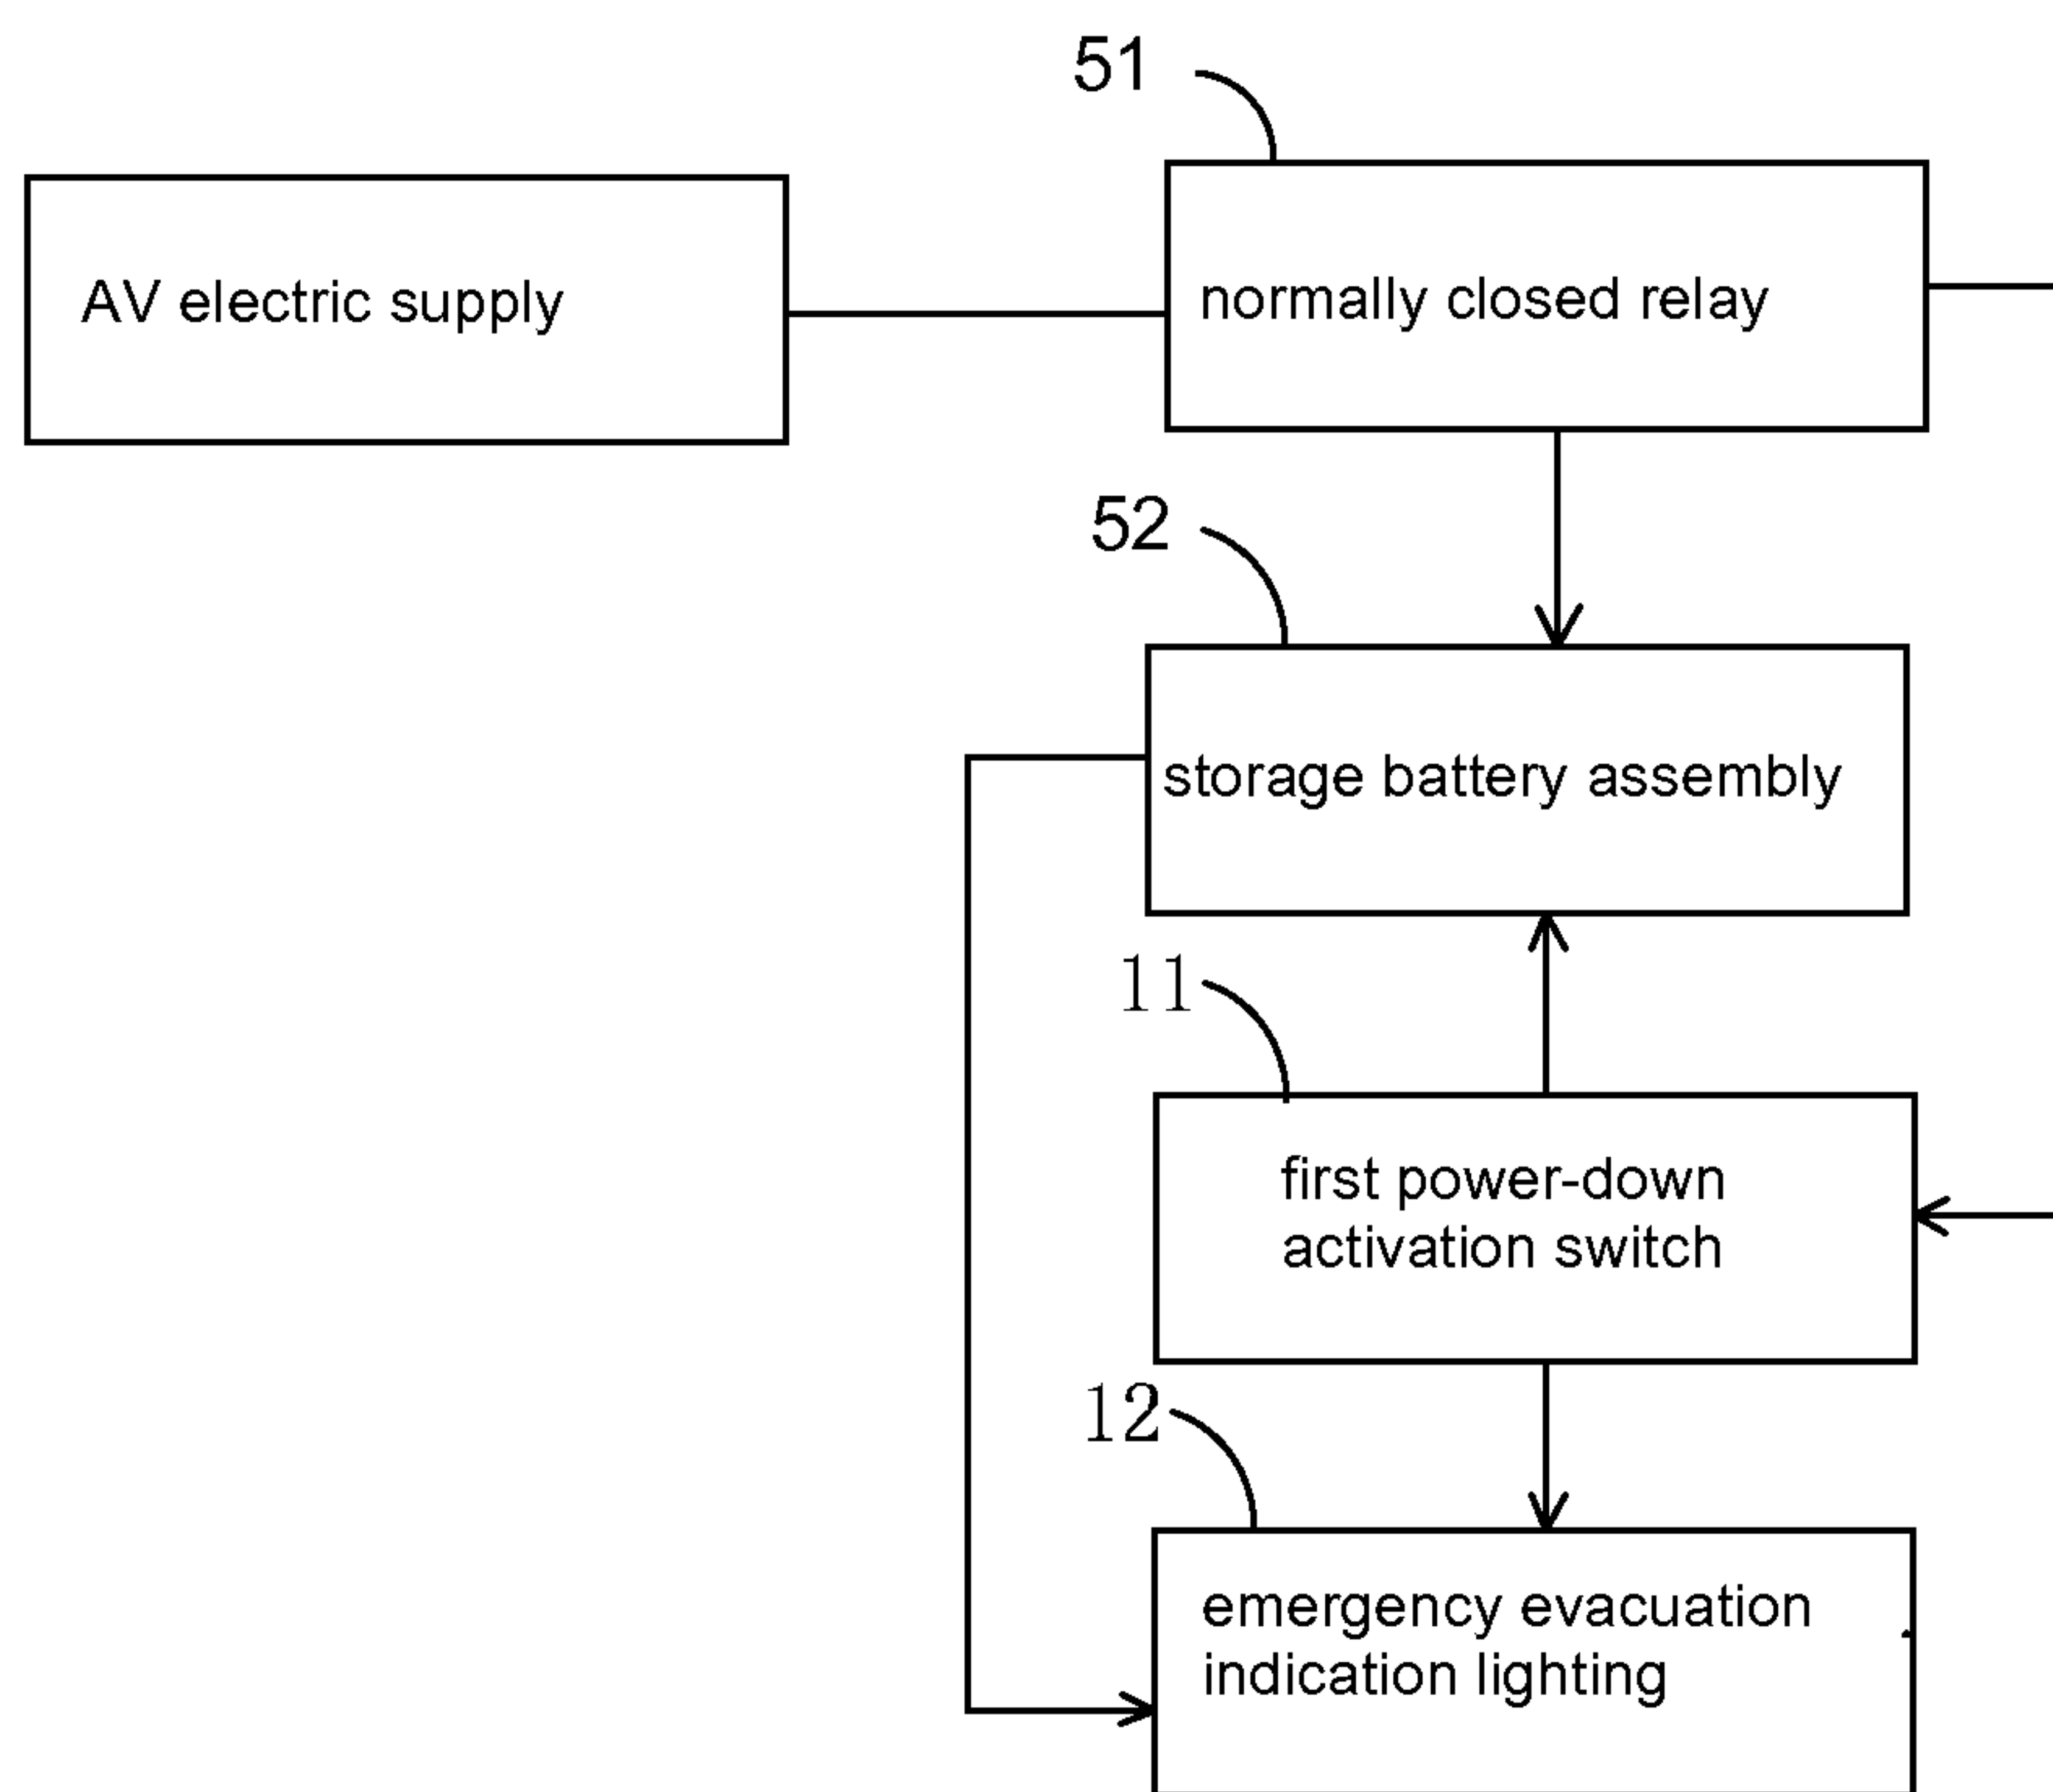 51
AV electric supply
normally closed relay
52
storage battery assembly
11
first power-down
activation switch
12
emergency evacuation
indication lighting